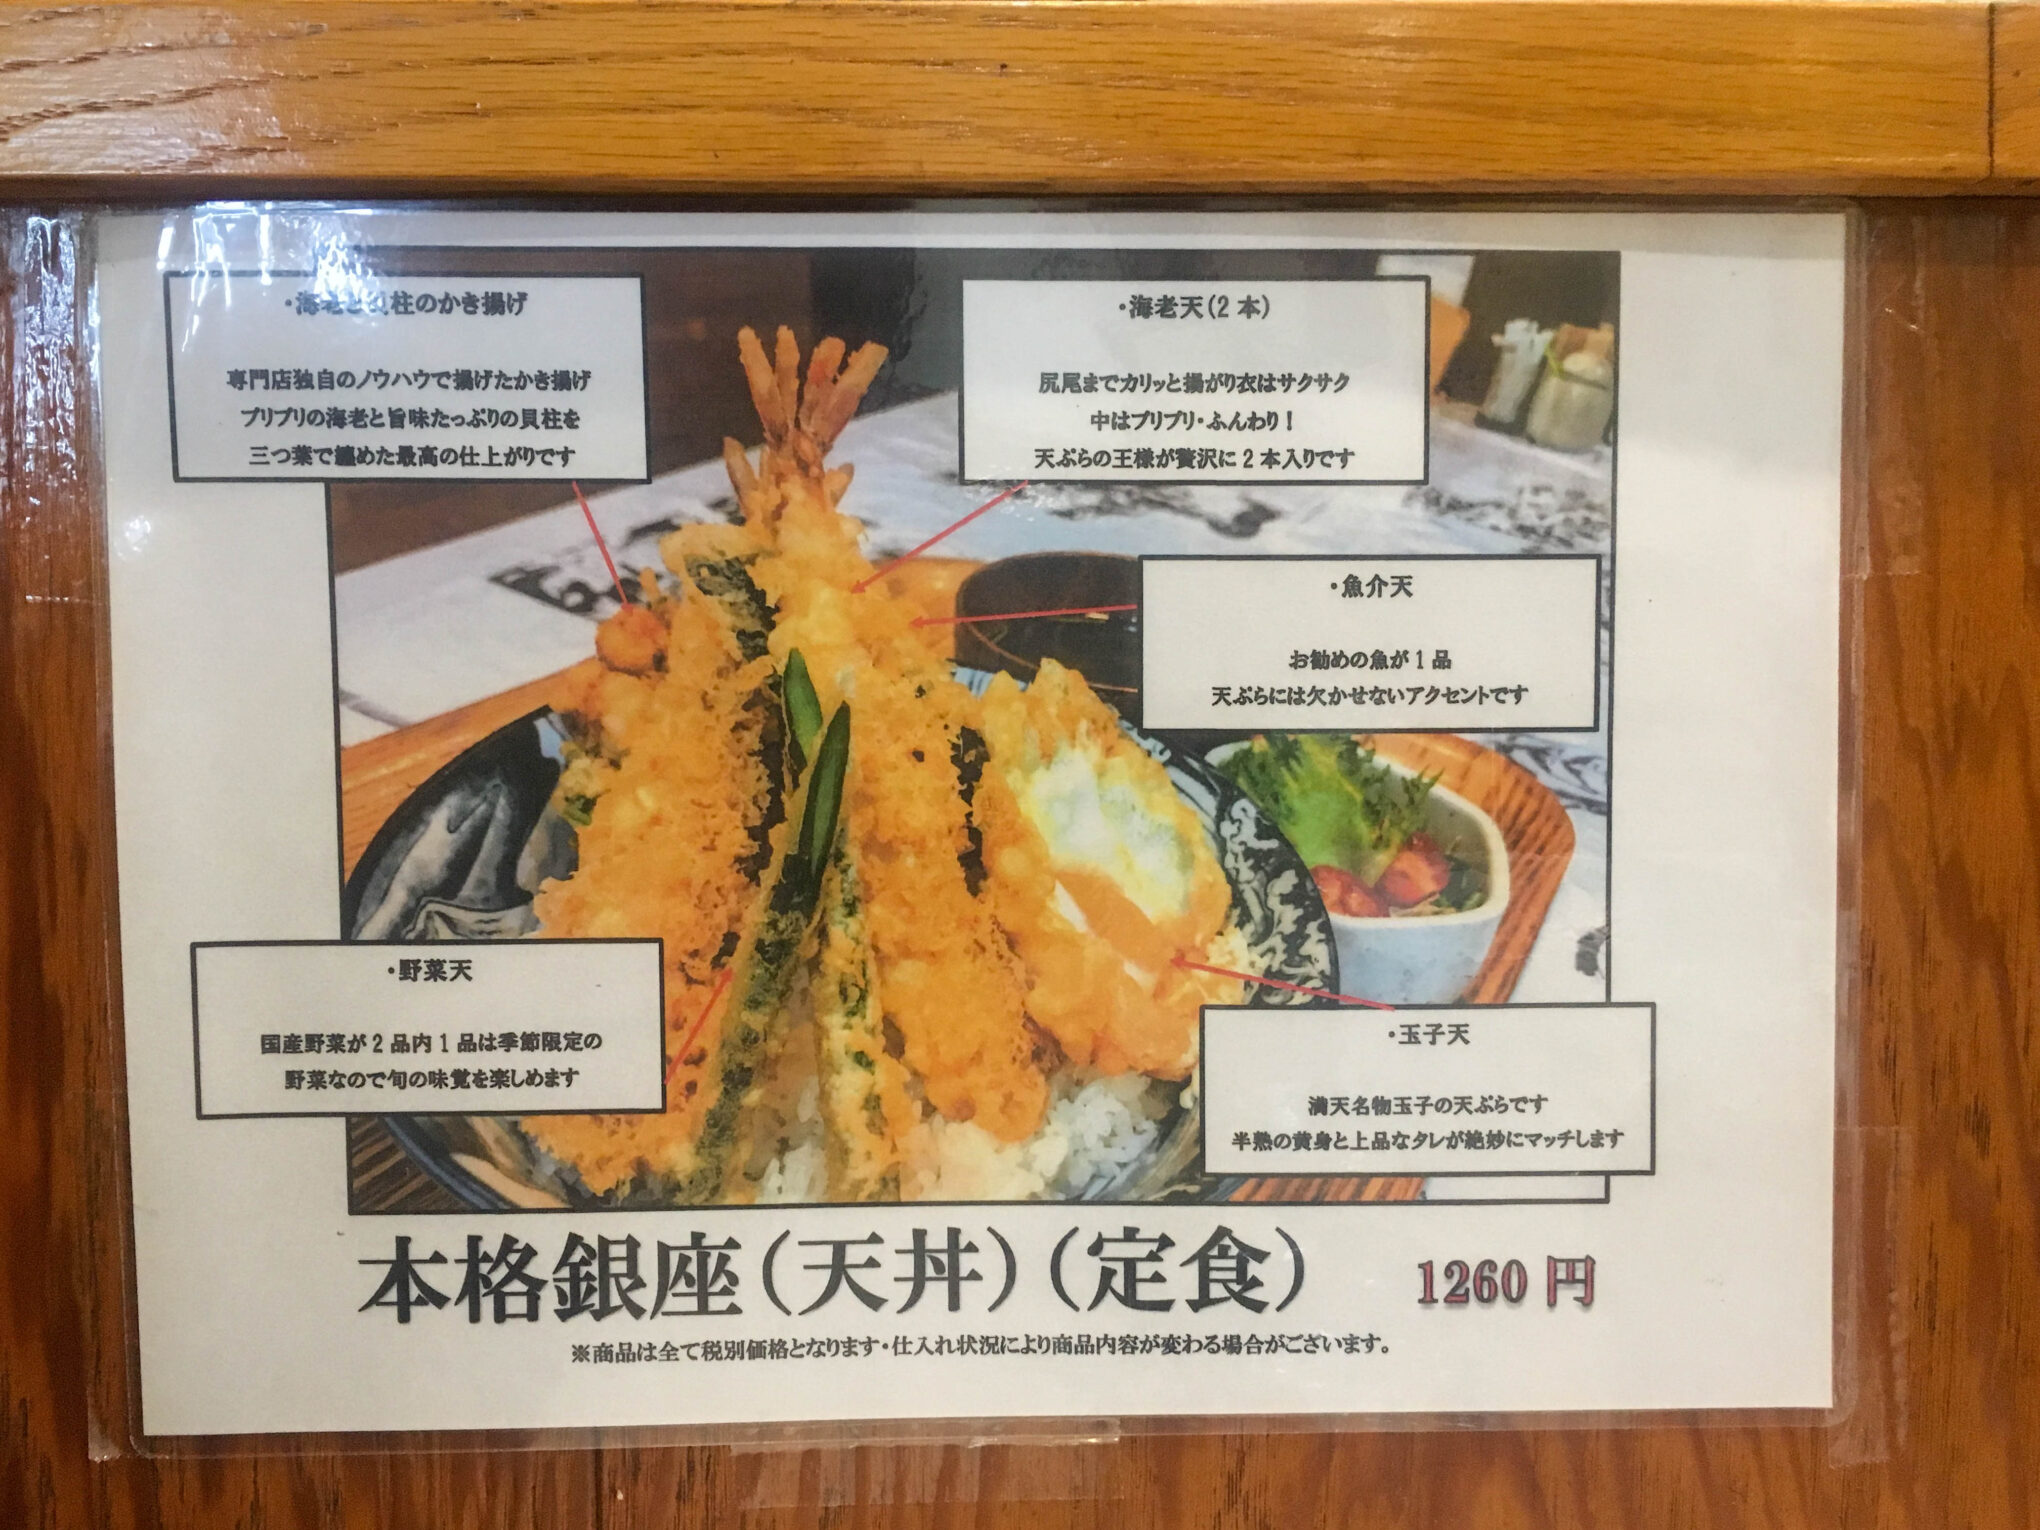 ・海老と貝柱のかき揚げ
専門店独自のノウハウで揚げたかき揚げ
プリプリの海老と旨味たっぷりの貝柱を
三つ葉で纏めた最高の仕上がりです
・海老天(2本)
尻尾までカリッと揚がり衣はサクサク
中はプリプリ・ふんわり！
天ぷらの王様が贅沢に2本入りです
・魚介天
お勧めの魚が1品
天ぷらには欠かせないアクセントです
・野菜天
国産野菜が2品内1品は季節限定の
野菜なので旬の味覚を楽しめます
・玉子天
満天名物玉子の天ぷらです
半熟の黄身と上品なタレが絶妙にマッチします
本格銀座(天丼)(定食) 1260円
※商品は全て税別価格となります・仕入れ状況により商品内容が変わる場合がございます。